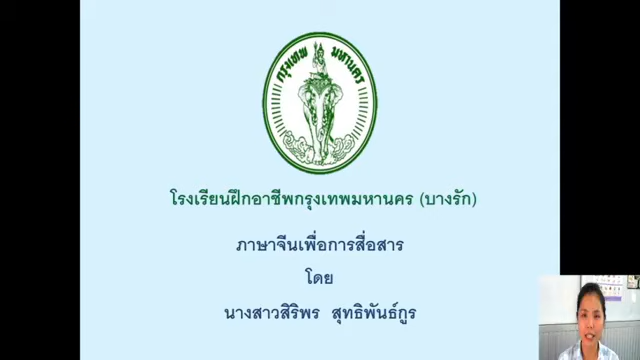 กรุงเทพมหานคร
โรงเรียนฝึกอาชีพกรุงเทพมหานคร (บางรัก)
ภาษาจีนเพื่อการสื่อสาร
โดย
นางสาวสิริพร สุทธิพันธ์กูร